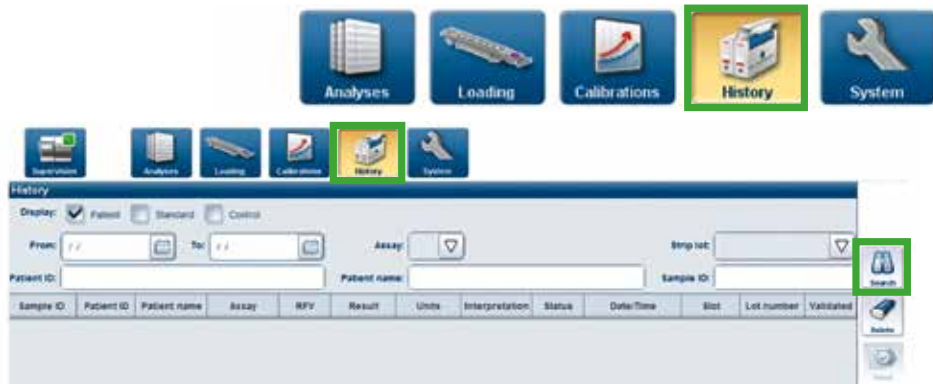 Analyses Loading Calibrations History System
Supervision Analyses Loading Calibrations History System
History
Display: Patient Standard Control
From: / / To: / / Assay: Strip lot:
Patient ID: Patient name: Sample ID: Search
Sample ID Patient ID Patient name Assay RFV Result Units Interpretation Status Date/Time Slot Lot number Validated
Delete